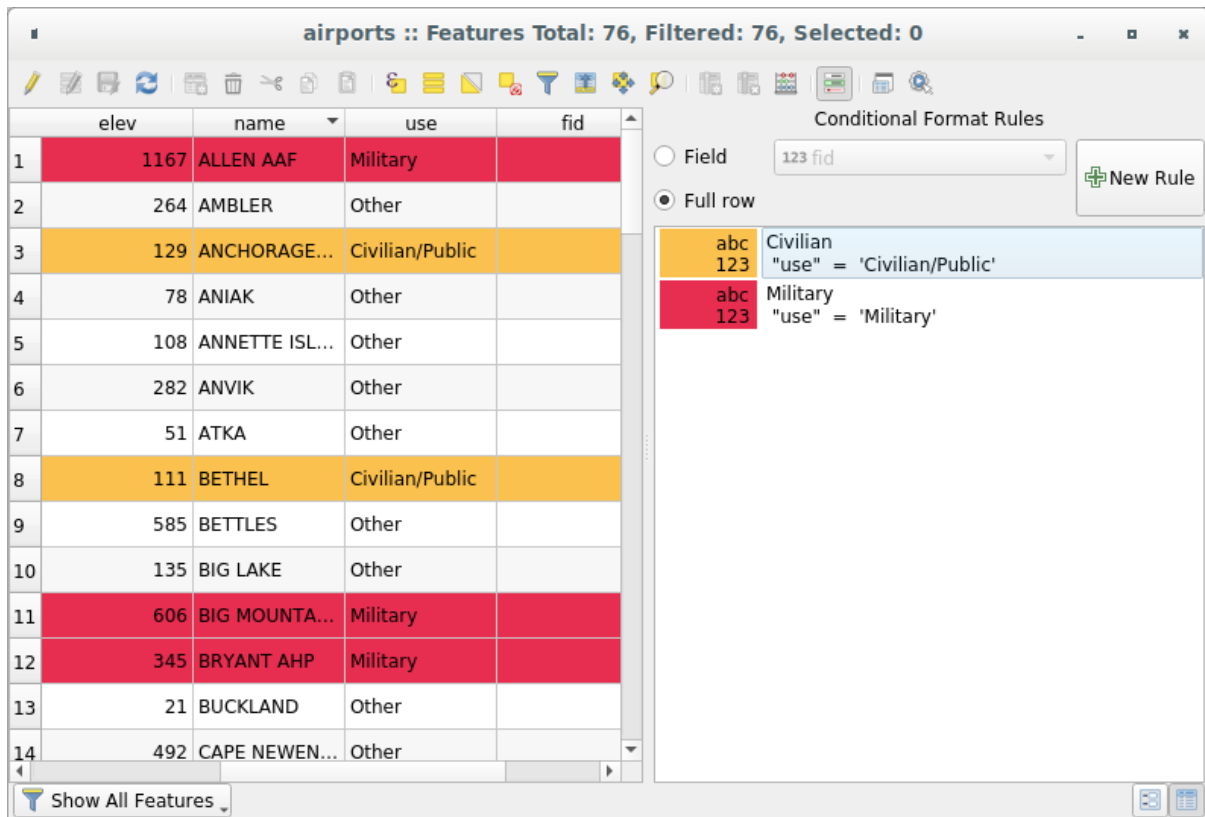 airports :: Features Total: 76, Filtered: 76, Selected: 0
elev name use fid
1 1167 ALLEN AAF Military
2 264 AMBLER Other
3 129 ANCHORAGE... Civilian/Public
4 78 ANIAK Other
5 108 ANNETTE ISL... Other
6 282 ANVIK Other
7 51 ATKA Other
8 111 BETHEL Civilian/Public
9 585 BETTLES Other
10 135 BIG LAKE Other
11 606 BIG MOUNTA... Military
12 345 BRYANT AHP Military
13 21 BUCKLAND Other
14 492 CAPE NEWEN... Other
Show All Features
Conditional Format Rules
Field 123 fid
Full row
New Rule
abc Civilian
123 "use" = 'Civilian/Public'
abc Military
123 "use" = 'Military'